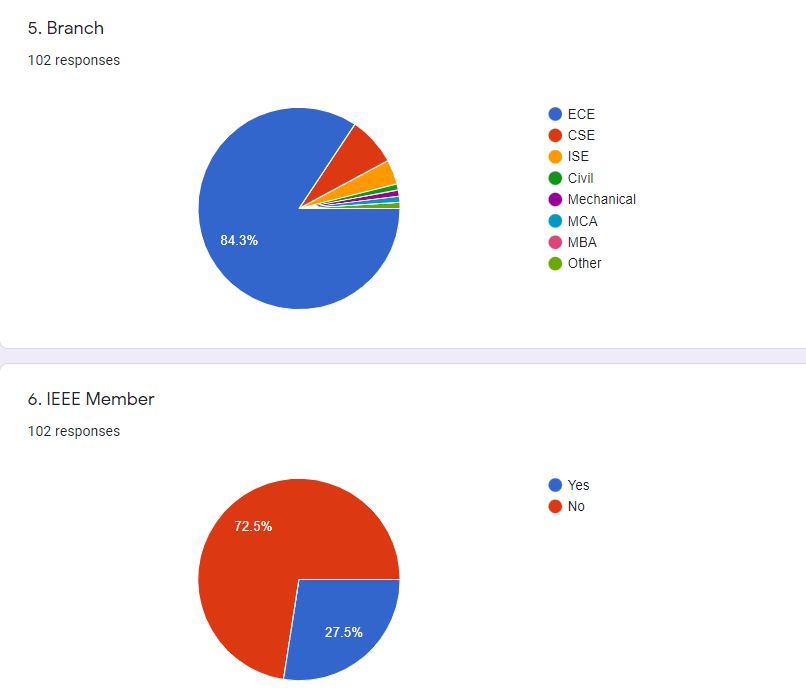 5. Branch
102 responses
ECE
CSE
ISE
Civil
Mechanical
MCA
MBA
Other
84.3%
6. IEEE Member
102 responses
Yes
No
72.5%
27.5%